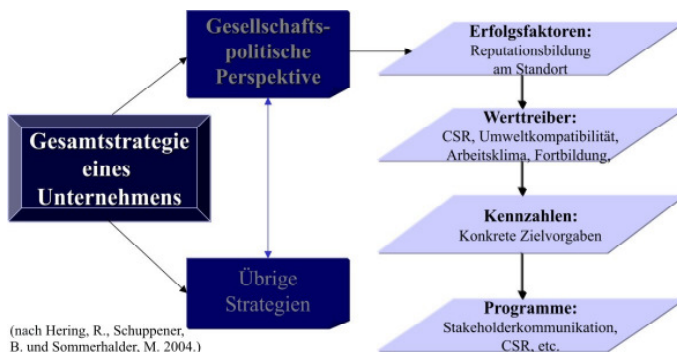 Gesellschafts-
politische
Perspektive
Erfolgsfaktoren:
Reputationsbildung
am Standort
Gesamtstrategie
eines
Unternehmens
Werttreiber:
CSR, Umweltkompatibilität,
Arbeitsklima, Fortbildung,
Kennzahlen:
Konkrete Zielvorgaben
Übrige
Strategien
Programme:
Stakeholderkommunikation,
CSR, etc.
(nach Hering, R., Schuppener,
B. und Sommerhalder, M. 2004.)